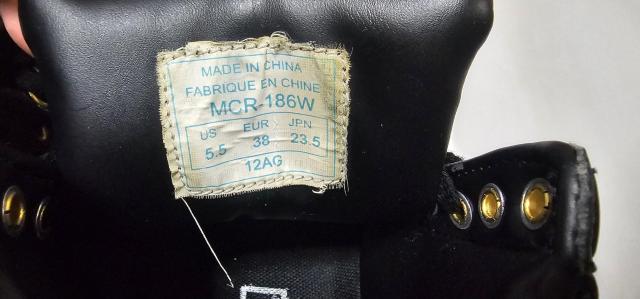 MADE IN CHINA
FABRIQUE EN CHINE
MCR-186W
US EUR JPN
5.5 38 23.5
12AG